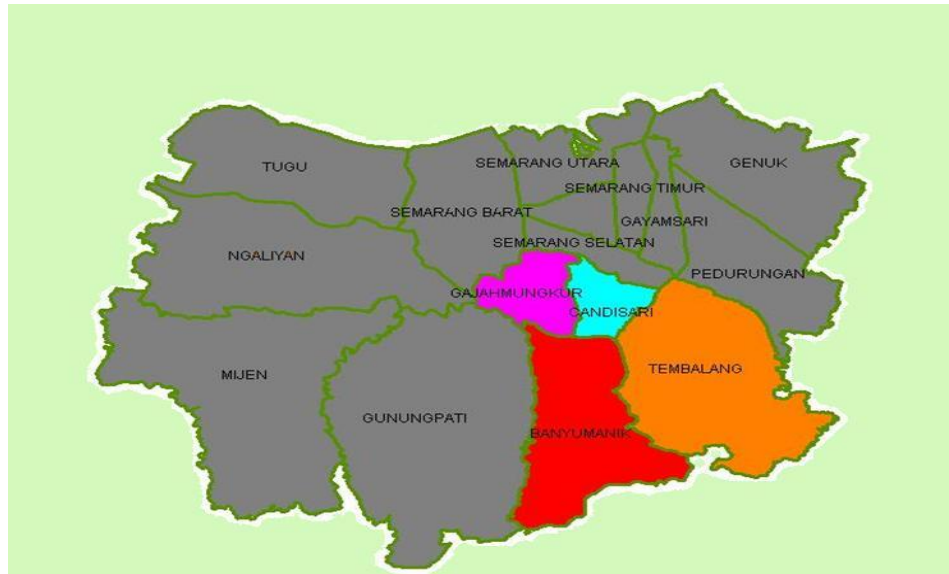 SEMARANG UTARA
TUGU
GENUK
SEMARANG TIMUR
SEMARANG BARAT
GAYAMSARI
SEMARANG SELATAN
NGALIYAN
PEDURUNGAN
GAJAHMUNGKUR
CANDISARI
TEMBALANG
MIJEN
GUNUNGPATI
BANYUMANIK